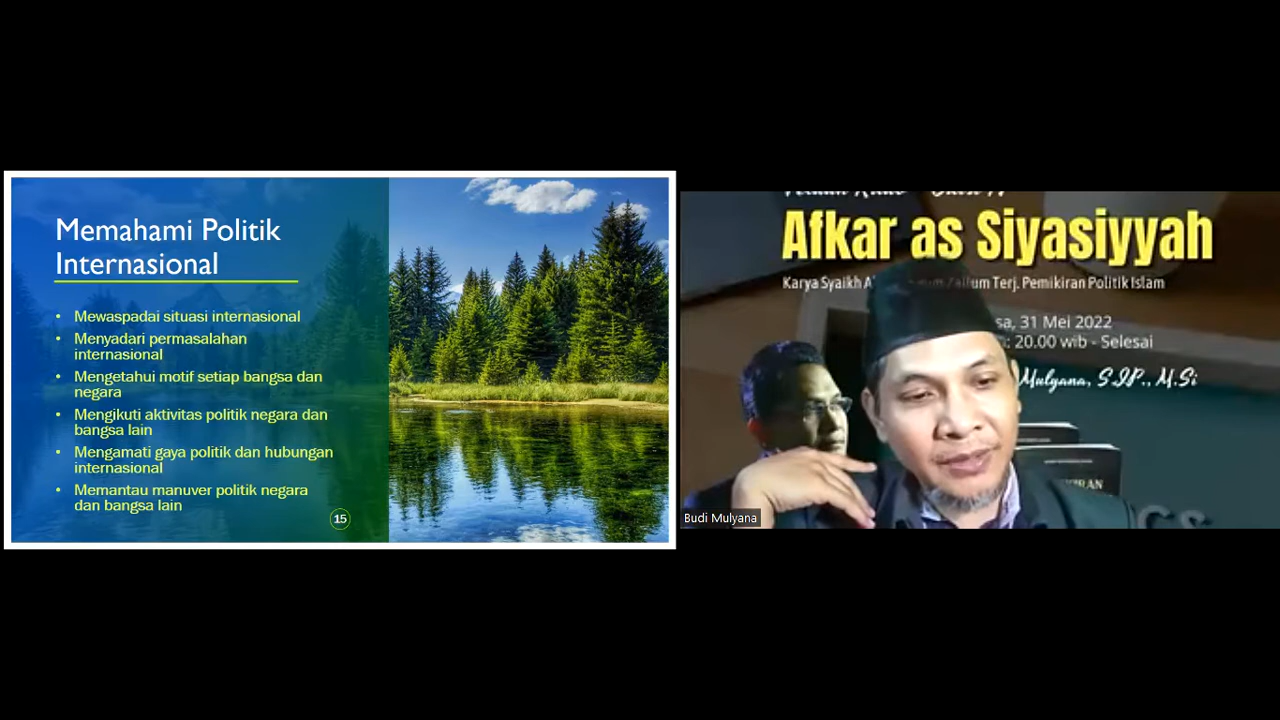 Memahami Politik
Internasional
• Mewaspadai situasi internasional
• Menyadari permasalahan
internasional
• Mengetahui motif setiap bangsa dan
negara
• Mengikuti aktivitas politik negara dan
bangsa lain
• Mengamati gaya politik dan hubungan
internasional
• Memantau manuver politik negara
dan bangsa lain
15
Afkar as Siyasiyyah
Karya Syaikh Terj. Pemikiran Politik Islam
sa, 31 Mei 2022
: 20.00 wib - Selesai
Mulyana, S.IP., M.Si
Budi Mulyana